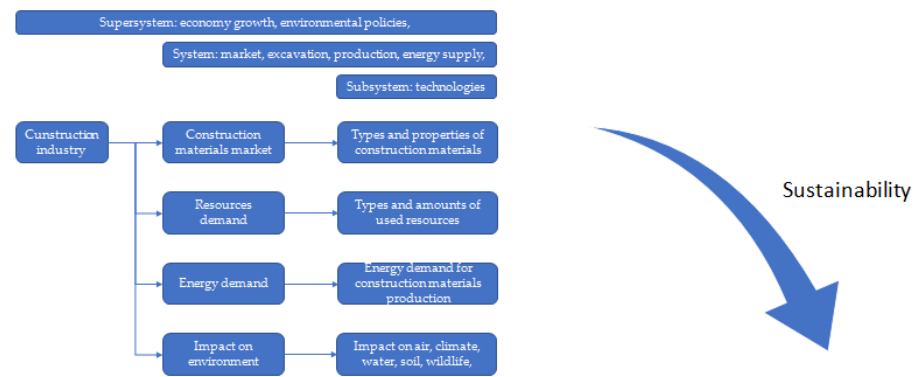 Supersystem: economy growth, environmental policies,
System: market, excavation, production, energy supply,
Subsystem: technologies
Cunstruction
industry
Construction
materials market
Types and properties of
construction materials
Resources
demand
Types and amounts of
used resources
Energy demand
Energy demand for
construction materials
production
Impact on
environment
Impact on air, climate,
water, soil, wildlife,
Sustainability